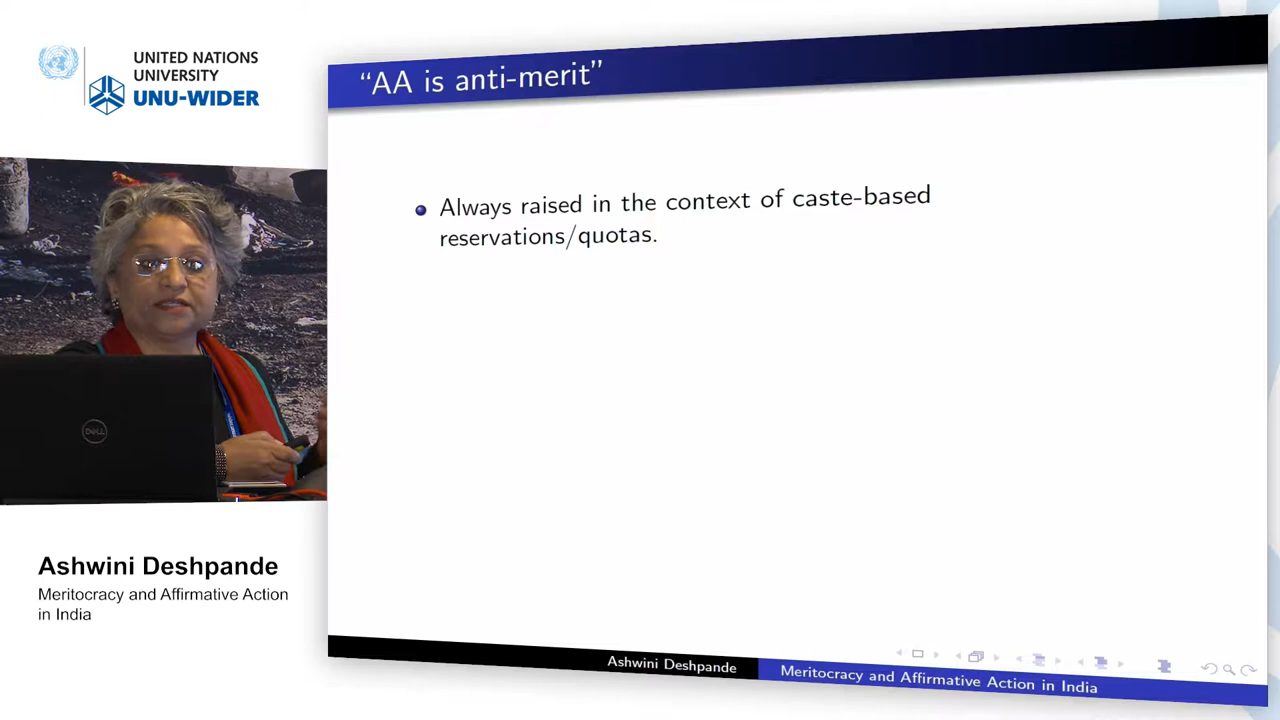 UNITED NATIONS
UNIVERSITY
UNU-WIDER
“AA is anti-merit”
Always raised in the context of caste-based
reservations/quotas.
DELL
Ashwini Deshpande
Meritocracy and Affirmative Action
in India
Ashwini Deshpande
Meritocracy and Affirmative Action in India